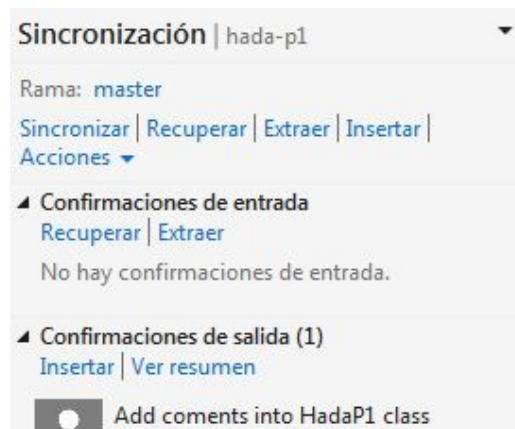 Sincronización | hada-p1
Rama: master
Sincronizar | Recuperar | Extraer | Insertar |
Acciones
Confirmaciones de entrada
Recuperar | Extraer
No hay confirmaciones de entrada.
Confirmaciones de salida (1)
Insertar | Ver resumen
Add coments into HadaP1 class